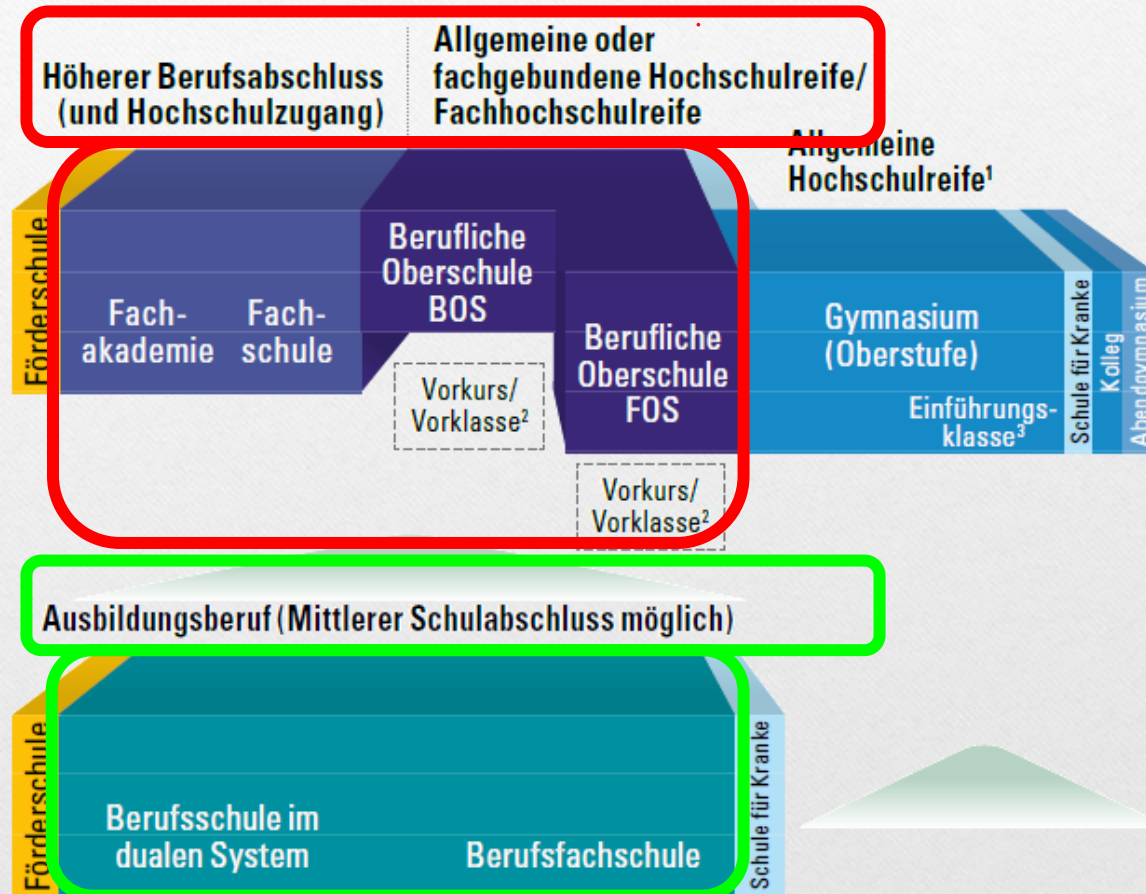 Höherer Berufsabschluss
(und Hochschulzugang)
Allgemeine oder
fachgebundene Hochschulreife/
Fachhochschulreife
Allgemeine
Hochschulreife¹
Förderschule
Fach-
akademie
Fach-
schule
Berufliche
Oberschule
BOS
Vorkurs/
Vorklasse²
Berufliche
Oberschule
FOS
Vorkurs/
Vorklasse²
Gymnasium
(Oberstufe)
Einführungs-
klasse³
Schule für Kranke
Kolleg
Abendgymnasium
Ausbildungsberuf (Mittlerer Schulabschluss möglich)
Förderschule
Berufsschule im
dualen System
Berufsfachschule
Schule für Kranke